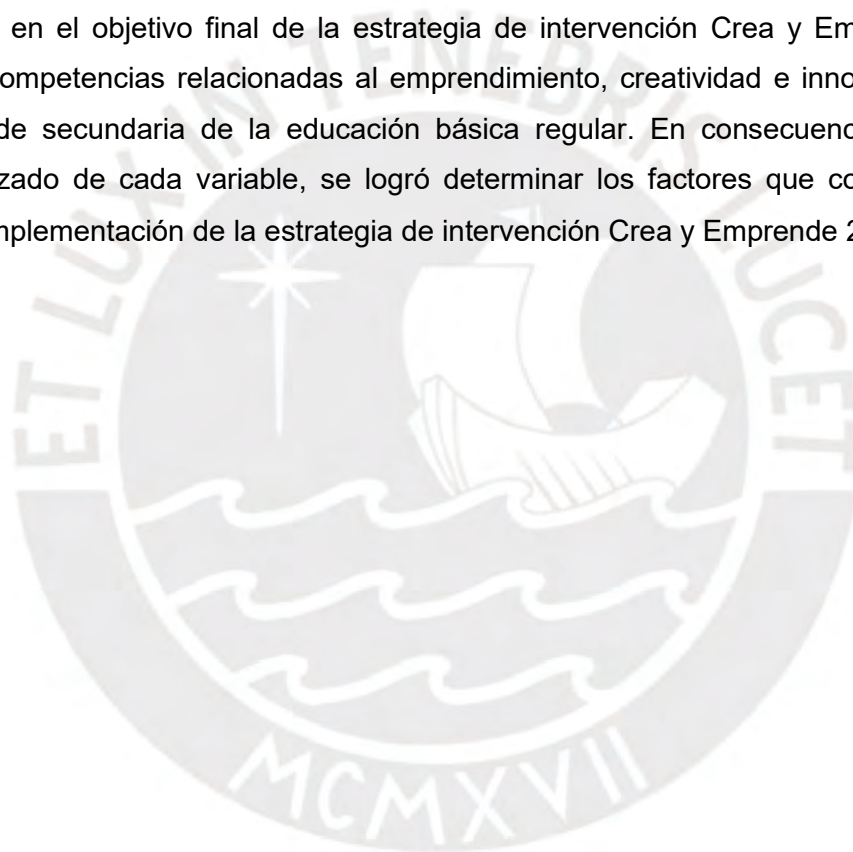 en el objetivo final de la estrategia de intervención Crea y Em
ompetencias relacionadas al emprendimiento, creatividad e inno
de secundaria de la educación básica regular. En consecuenc
zado de cada variable, se logró determinar los factores que co
mplementación de la estrategia de intervención Crea y Emprende 2
ET LUX IN TENEBRIS LUCET
MCMXVII